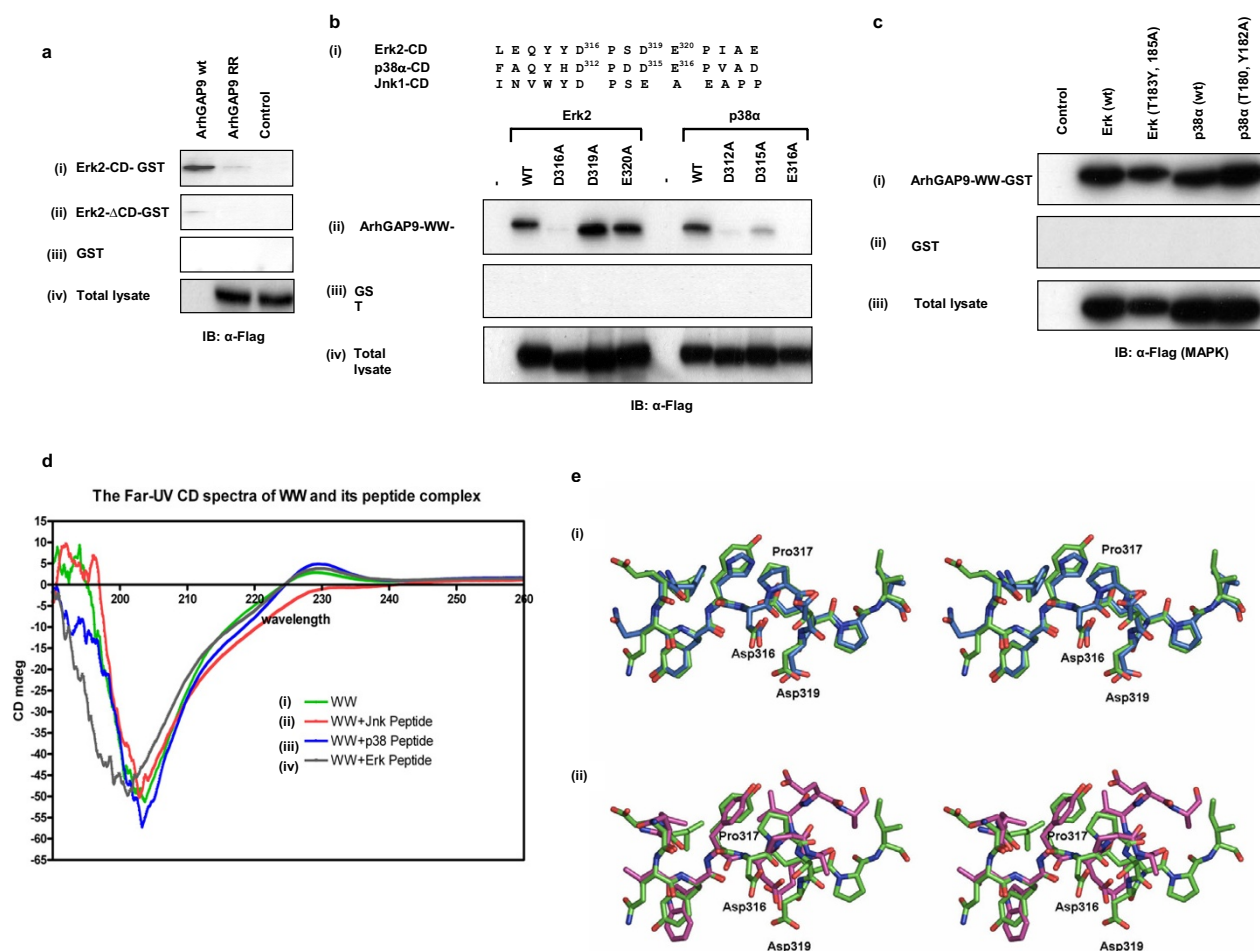 a
ArhGAP9 wt
ArhGAP9 RR
Control
(i) Erk2-CD- GST
(ii) Erk2-ΔCD-GST
(iii) GST
(iv) Total lysate
IB: α-Flag
b
(i) Erk2-CD L E Q Y Y D316 P S D319 E320 P I A E
p38α-CD F A Q Y H D312 P D D315 E316 P V A D
Jnk1-CD I N V W Y D P S E A E A P P
Erk2
p38α
-
WT
D316A
D319A
E320A
-
WT
D312A
D315A
E316A
(ii) ArhGAP9-WW-
(iii) GS
T
(iv) Total
lysate
IB: α-Flag
c
Control
Erk (wt)
Erk (T183Y, 185A)
p38α (wt)
p38α (T180, Y182A)
(i) ArhGAP9-WW-GST
(ii) GST
(iii) Total lysate
IB: α-Flag (MAPK)
d
The Far-UV CD spectra of WW and its peptide complex
CD mdeg
15
10
5
0
-5
-10
-15
-20
-25
-30
-35
-40
-45
-50
-55
-60
-65
200 210 220 230 240 250 260
wavelength
(i) WW
(ii) WW+Jnk Peptide
(iii) WW+p38 Peptide
(iv) WW+Erk Peptide
e
(i)
Pro317
Asp316
Asp319
Pro317
Asp316
Asp319
(ii)
Pro317
Asp316
Asp319
Pro317
Asp316
Asp319